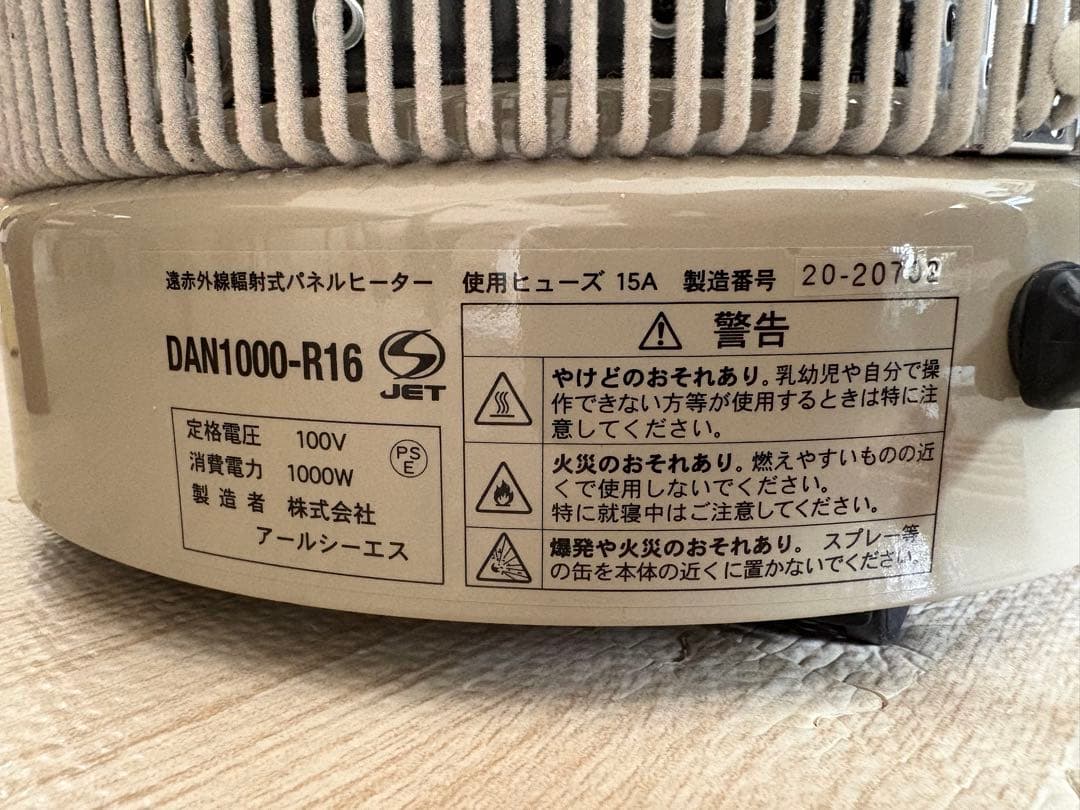 遠赤外線輻射式パネルヒーター 使用ヒューズ 15A 製造番号 20-20702
DAN1000-R16
JET
定格電圧 100V
消費電力 1000W
製造者 株式会社
アールシーエス
PS
E
警告
やけどのおそれあり。乳幼児や自分で操
作できない方等が使用するときは特に注
意してください。
火災のおそれあり。燃えやすいものの近
くで使用しないでください。
特に就寝中はご注意してください。
爆発や火災のおそれあり。 スプレー等
の缶を本体の近くに置かないでください。